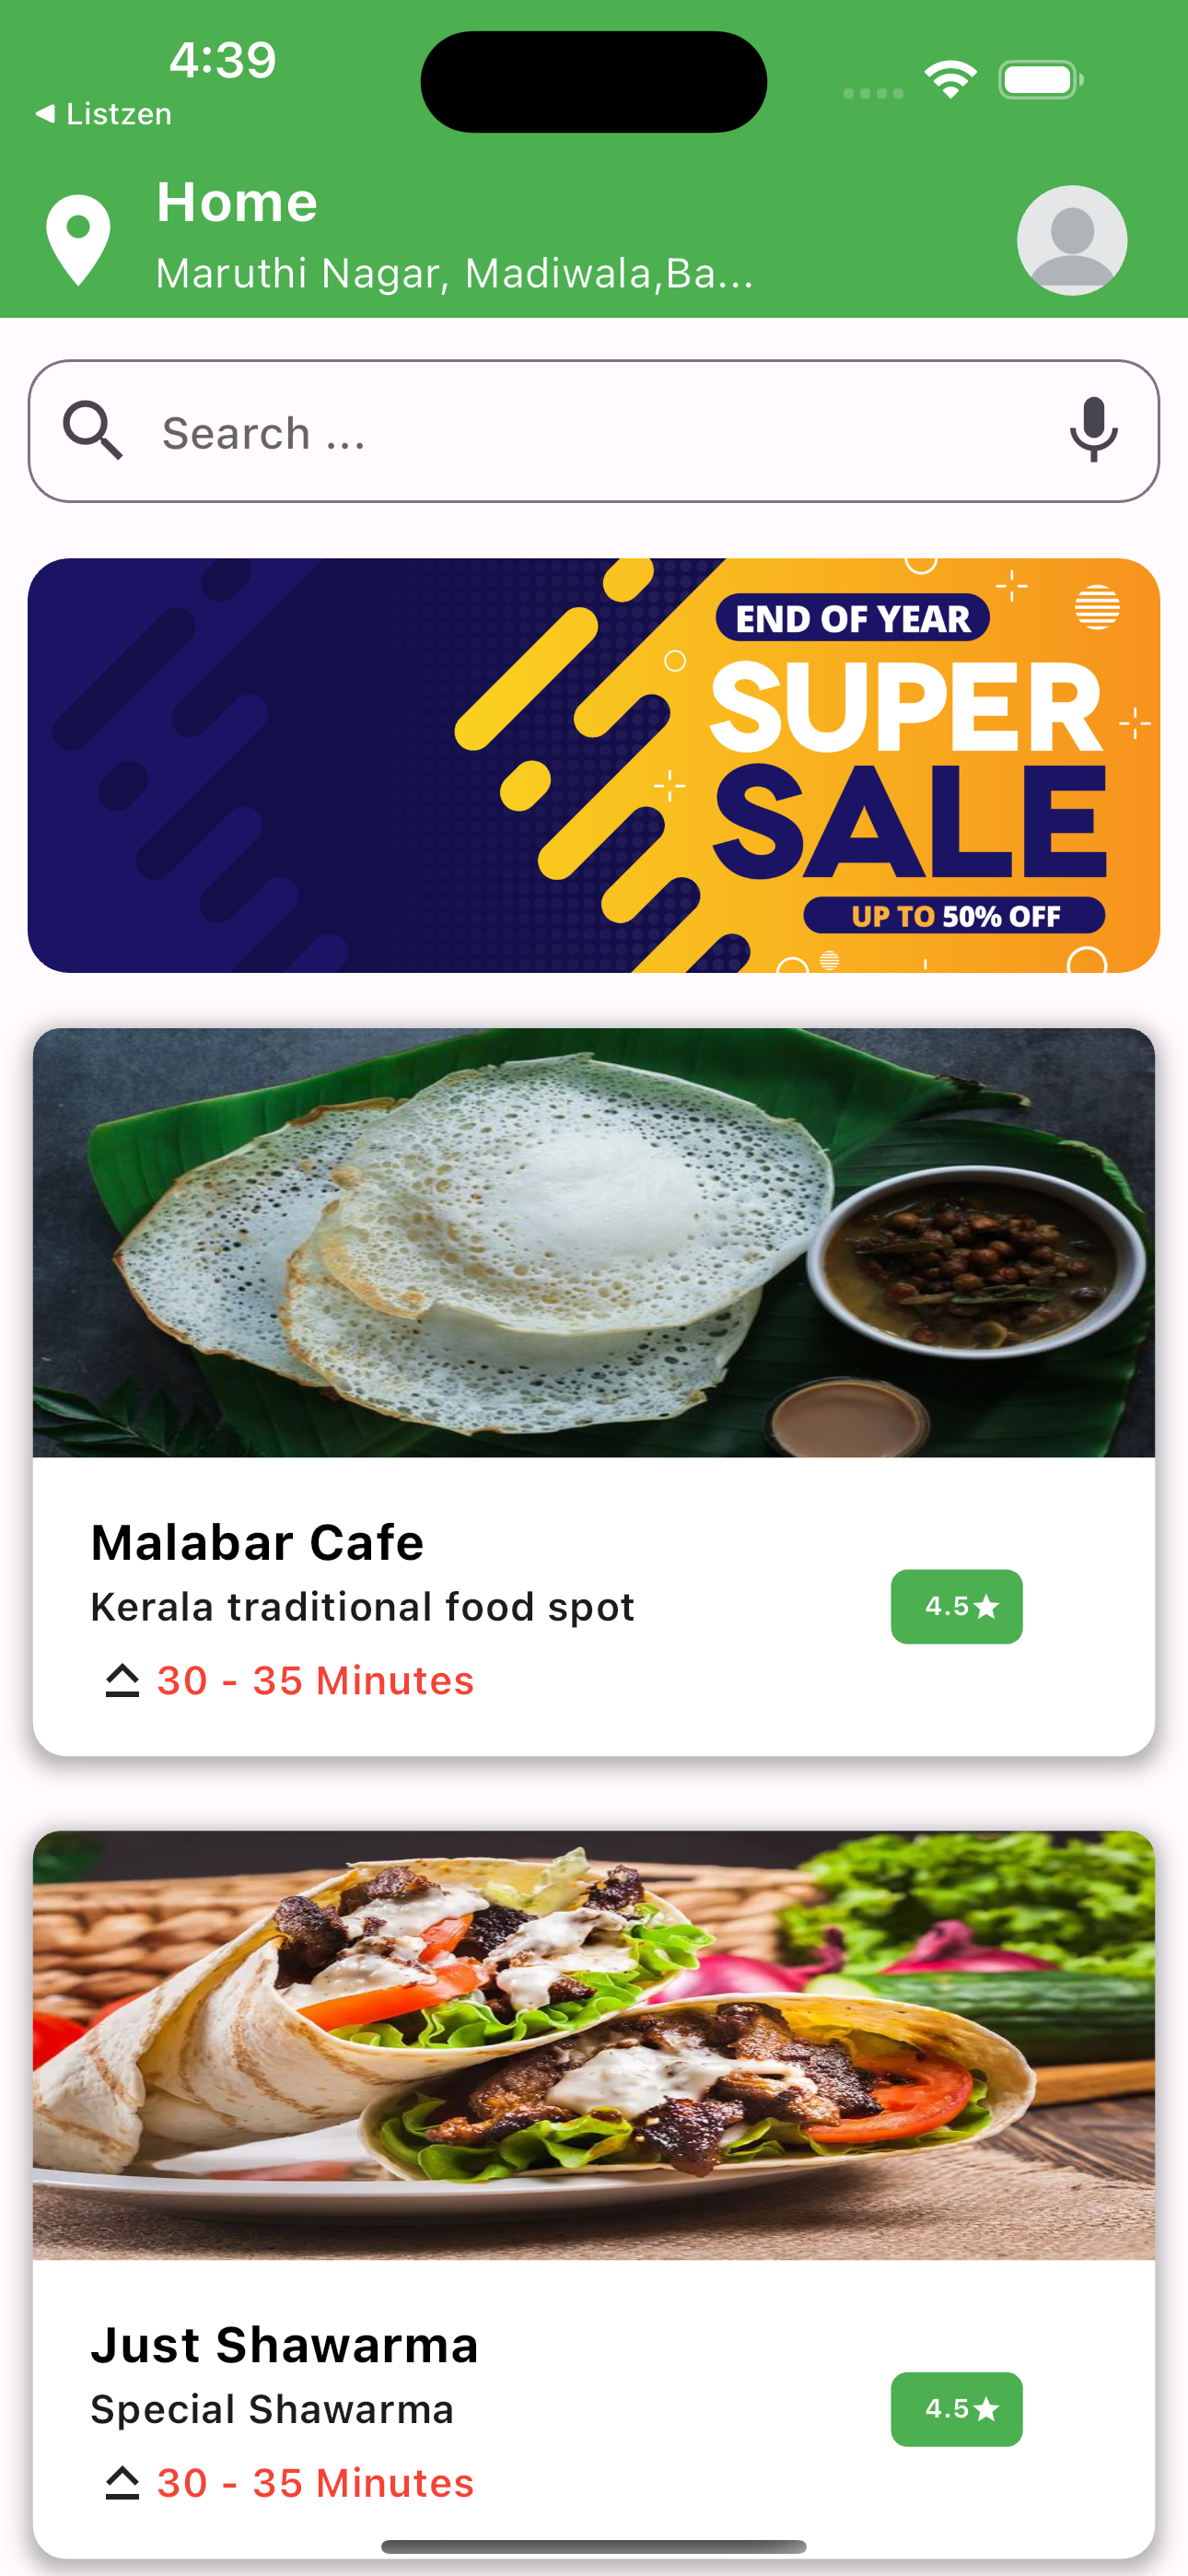 4:39
Listzen
Home
Maruthi Nagar, Madiwala,Ba...
Search ...
END OF YEAR
SUPER
SALE
UP TO 50% OFF
Malabar Cafe
Kerala traditional food spot
4.5
30 - 35 Minutes
Just Shawarma
Special Shawarma
4.5
30 - 35 Minutes